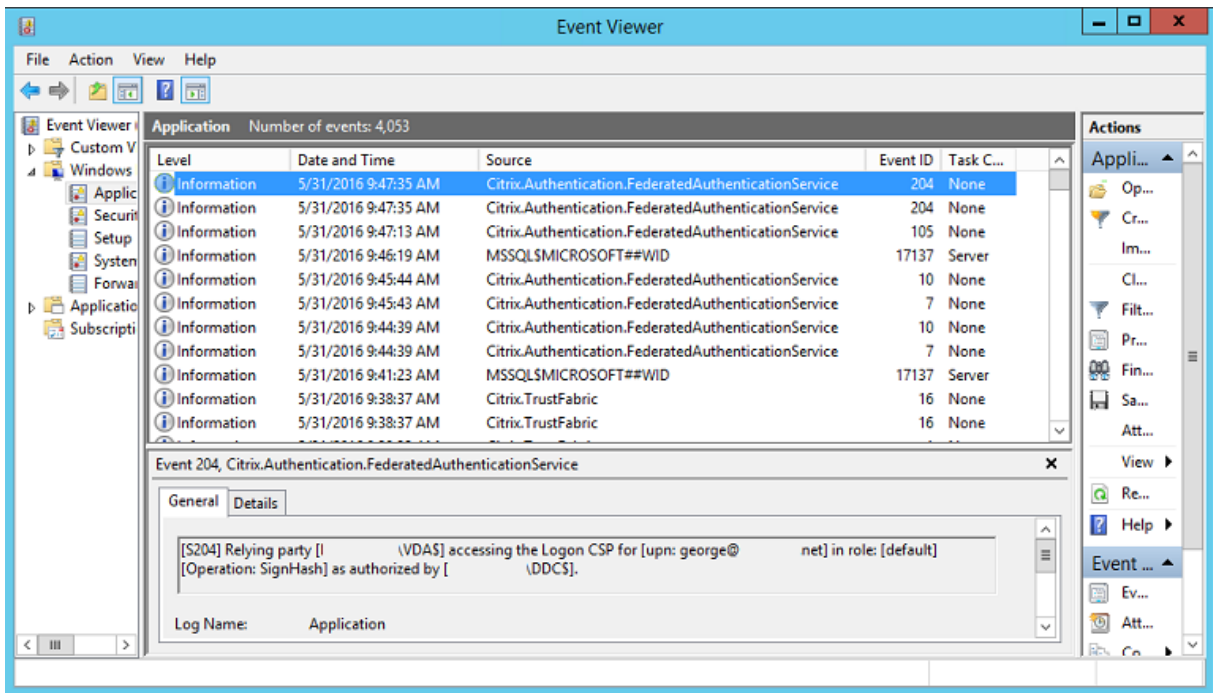 Event Viewer
File Action View Help
Event Viewer
Custom V
Windows
Applic
Securit
Setup
System
Forwar
Applicatio
Subscripti
Application Number of events: 4,053
Level Date and Time Source Event ID Task C...
Information 5/31/2016 9:47:35 AM Citrix.Authentication.FederatedAuthenticationService 204 None
Information 5/31/2016 9:47:35 AM Citrix.Authentication.FederatedAuthenticationService 204 None
Information 5/31/2016 9:47:13 AM Citrix.Authentication.FederatedAuthenticationService 105 None
Information 5/31/2016 9:46:19 AM MSSQL$MICROSOFT##WID 17137 Server
Information 5/31/2016 9:45:44 AM Citrix.Authentication.FederatedAuthenticationService 10 None
Information 5/31/2016 9:45:43 AM Citrix.Authentication.FederatedAuthenticationService 7 None
Information 5/31/2016 9:44:39 AM Citrix.Authentication.FederatedAuthenticationService 10 None
Information 5/31/2016 9:44:39 AM Citrix.Authentication.FederatedAuthenticationService 7 None
Information 5/31/2016 9:41:23 AM MSSQL$MICROSOFT##WID 17137 Server
Information 5/31/2016 9:38:37 AM Citrix.TrustFabric 16 None
Information 5/31/2016 9:38:37 AM Citrix.TrustFabric 16 None
Event 204, Citrix.Authentication.FederatedAuthenticationService
General Details
[S204] Relying party [ \VDA$] accessing the Logon CSP for [upn: george@ net] in role: [default]
[Operation: SignHash] as authorized by [ \DDC$].
Log Name: Application
Actions
Appli...
Op...
Cr...
Im...
Cl...
Filt...
Pr...
Fin...
Sa...
Att...
View
Re...
Help
Event ...
Ev...
Att...
Co